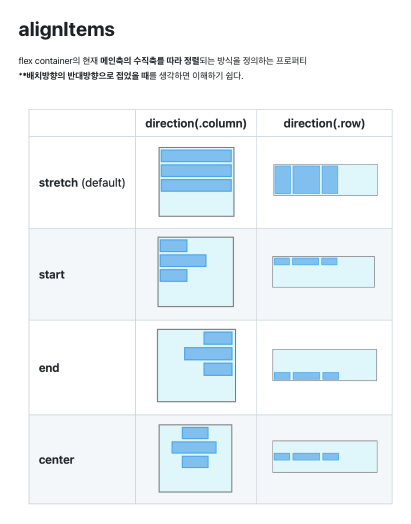 alignItems
flex container의 현재 메인축의 수직축를 따라 정렬되는 방식을 정의하는 프로퍼티
**배치방향의 반대방향으로 접었을 때를 생각하면 이해하기 쉽다.
direction(.column) direction(.row)
stretch (default)
start
end
center